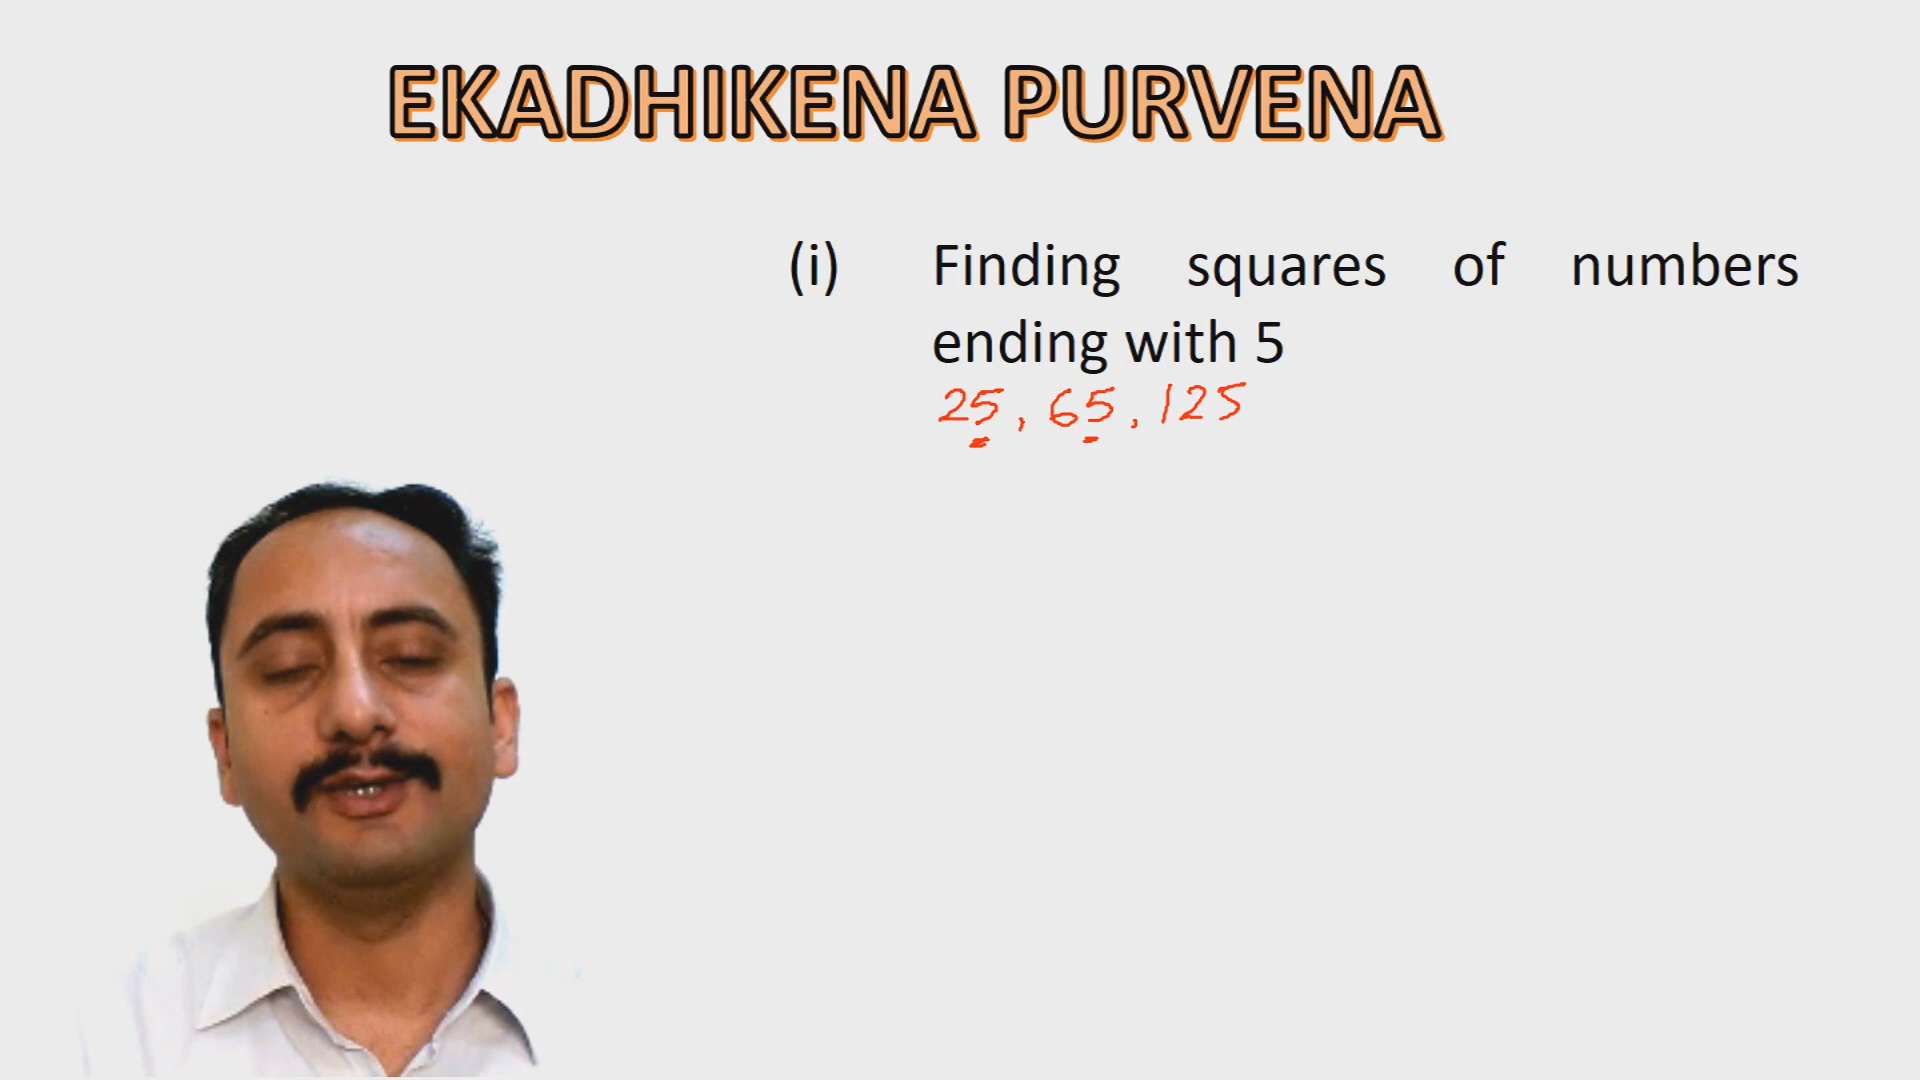 EKADHIKENA PURVENA
(i) Finding squares of numbers
ending with 5
25, 65, 125